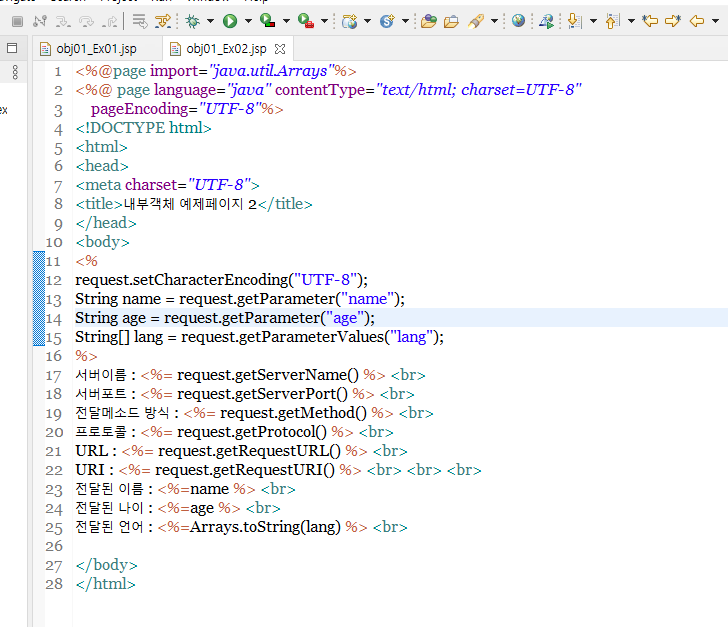 obj01_Ex01.jsp obj01_Ex02.jsp
1 <%@page import="java.util.Arrays"%>
2 <%@ page language="java" contentType="text/html; charset=UTF-8"
3 pageEncoding="UTF-8"%>
4 <!DOCTYPE html>
5 <html>
6 <head>
7 <meta charset="UTF-8">
8 <title>내부객체 예제페이지 2</title>
9 </head>
10 <body>
11 <%
12 request.setCharacterEncoding("UTF-8");
13 String name = request.getParameter("name");
14 String age = request.getParameter("age");
15 String[] lang = request.getParameterValues("lang");
16 %>
17 서버이름 : <%= request.getServerName() %> <br>
18 서버포트 : <%= request.getServerPort() %> <br>
19 전달메소드 방식 : <%= request.getMethod() %> <br>
20 프로토콜 : <%= request.getProtocol() %> <br>
21 URL : <%= request.getRequestURL() %> <br>
22 URI : <%= request.getRequestURI() %> <br> <br> <br>
23 전달된 이름 : <%=name %> <br>
24 전달된 나이 : <%=age %> <br>
25 전달된 언어 : <%=Arrays.toString(lang) %> <br>
26
27 </body>
28 </html>